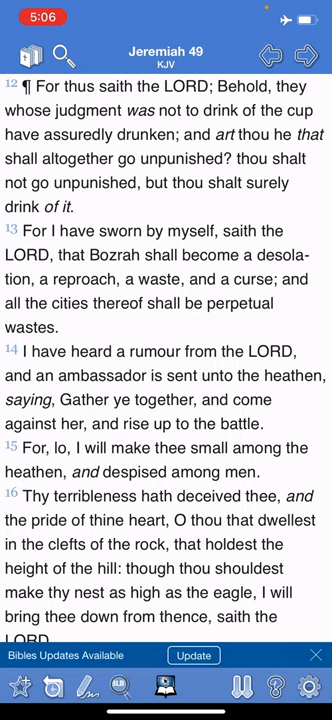 5:06
Jeremiah 49
KJV
12 ¶ For thus saith the LORD; Behold, they
whose judgment was not to drink of the cup
have assuredly drunken; and art thou he that
shall altogether go unpunished? thou shalt
not go unpunished, but thou shalt surely
drink of it.
13 For I have sworn by myself, saith the
LORD, that Bozrah shall become a desola-
tion, a reproach, a waste, and a curse; and
all the cities thereof shall be perpetual
wastes.
14 I have heard a rumour from the LORD,
and an ambassador is sent unto the heathen,
saying, Gather ye together, and come
against her, and rise up to the battle.
15 For, lo, I will make thee small among the
heathen, and despised among men.
16 Thy terribleness hath deceived thee, and
the pride of thine heart, O thou that dwellest
in the clefts of the rock, that holdest the
height of the hill: though thou shouldest
make thy nest as high as the eagle, I will
bring thee down from thence, saith the
LORD
Bibles Updates Available
Update